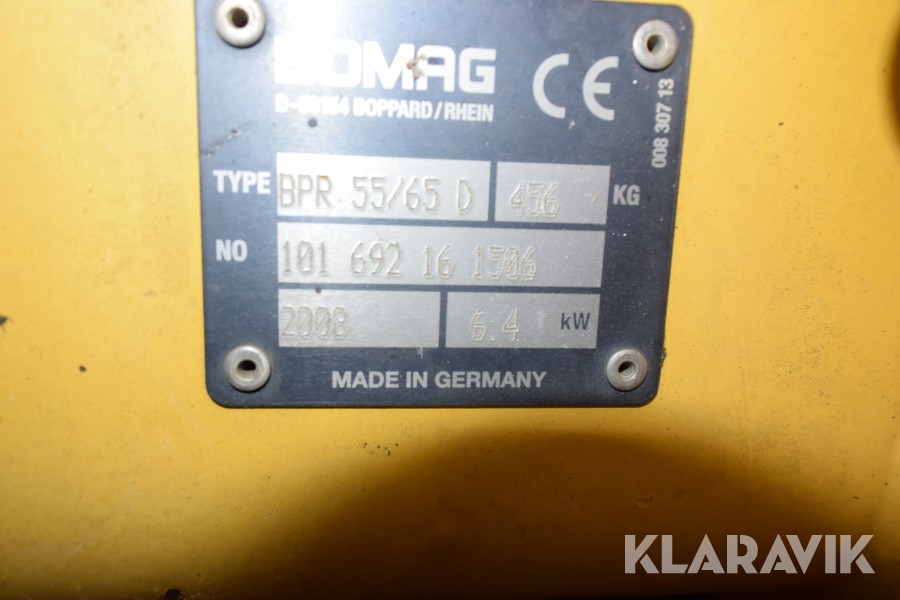 BOMAG
D-56154 BOPPARD/RHEIN
CE
008 307 13
TYPE BPR 55/65 D 456 KG
NO 101 692 16 1506
2008 6.4 kW
MADE IN GERMANY
KLARAVIK